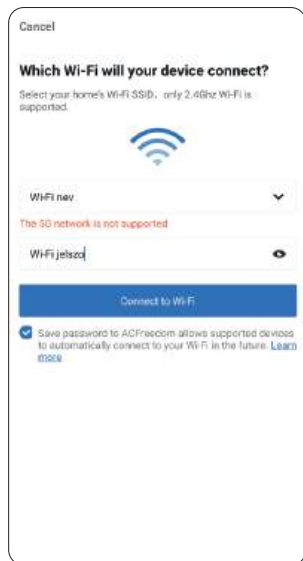 Cancel
Which Wi-Fi will your device connect?
Select your home's Wi-Fi SSID, only 2.4Ghz Wi-Fi is
supported.
Wi-Fi nev
The 5G network is not supported
Wi-Fi jelszo
Connect to Wi-Fi
Save password to ACFreedom allows supported devices
to automatically connect to your Wi-Fi in the future. Learn
more